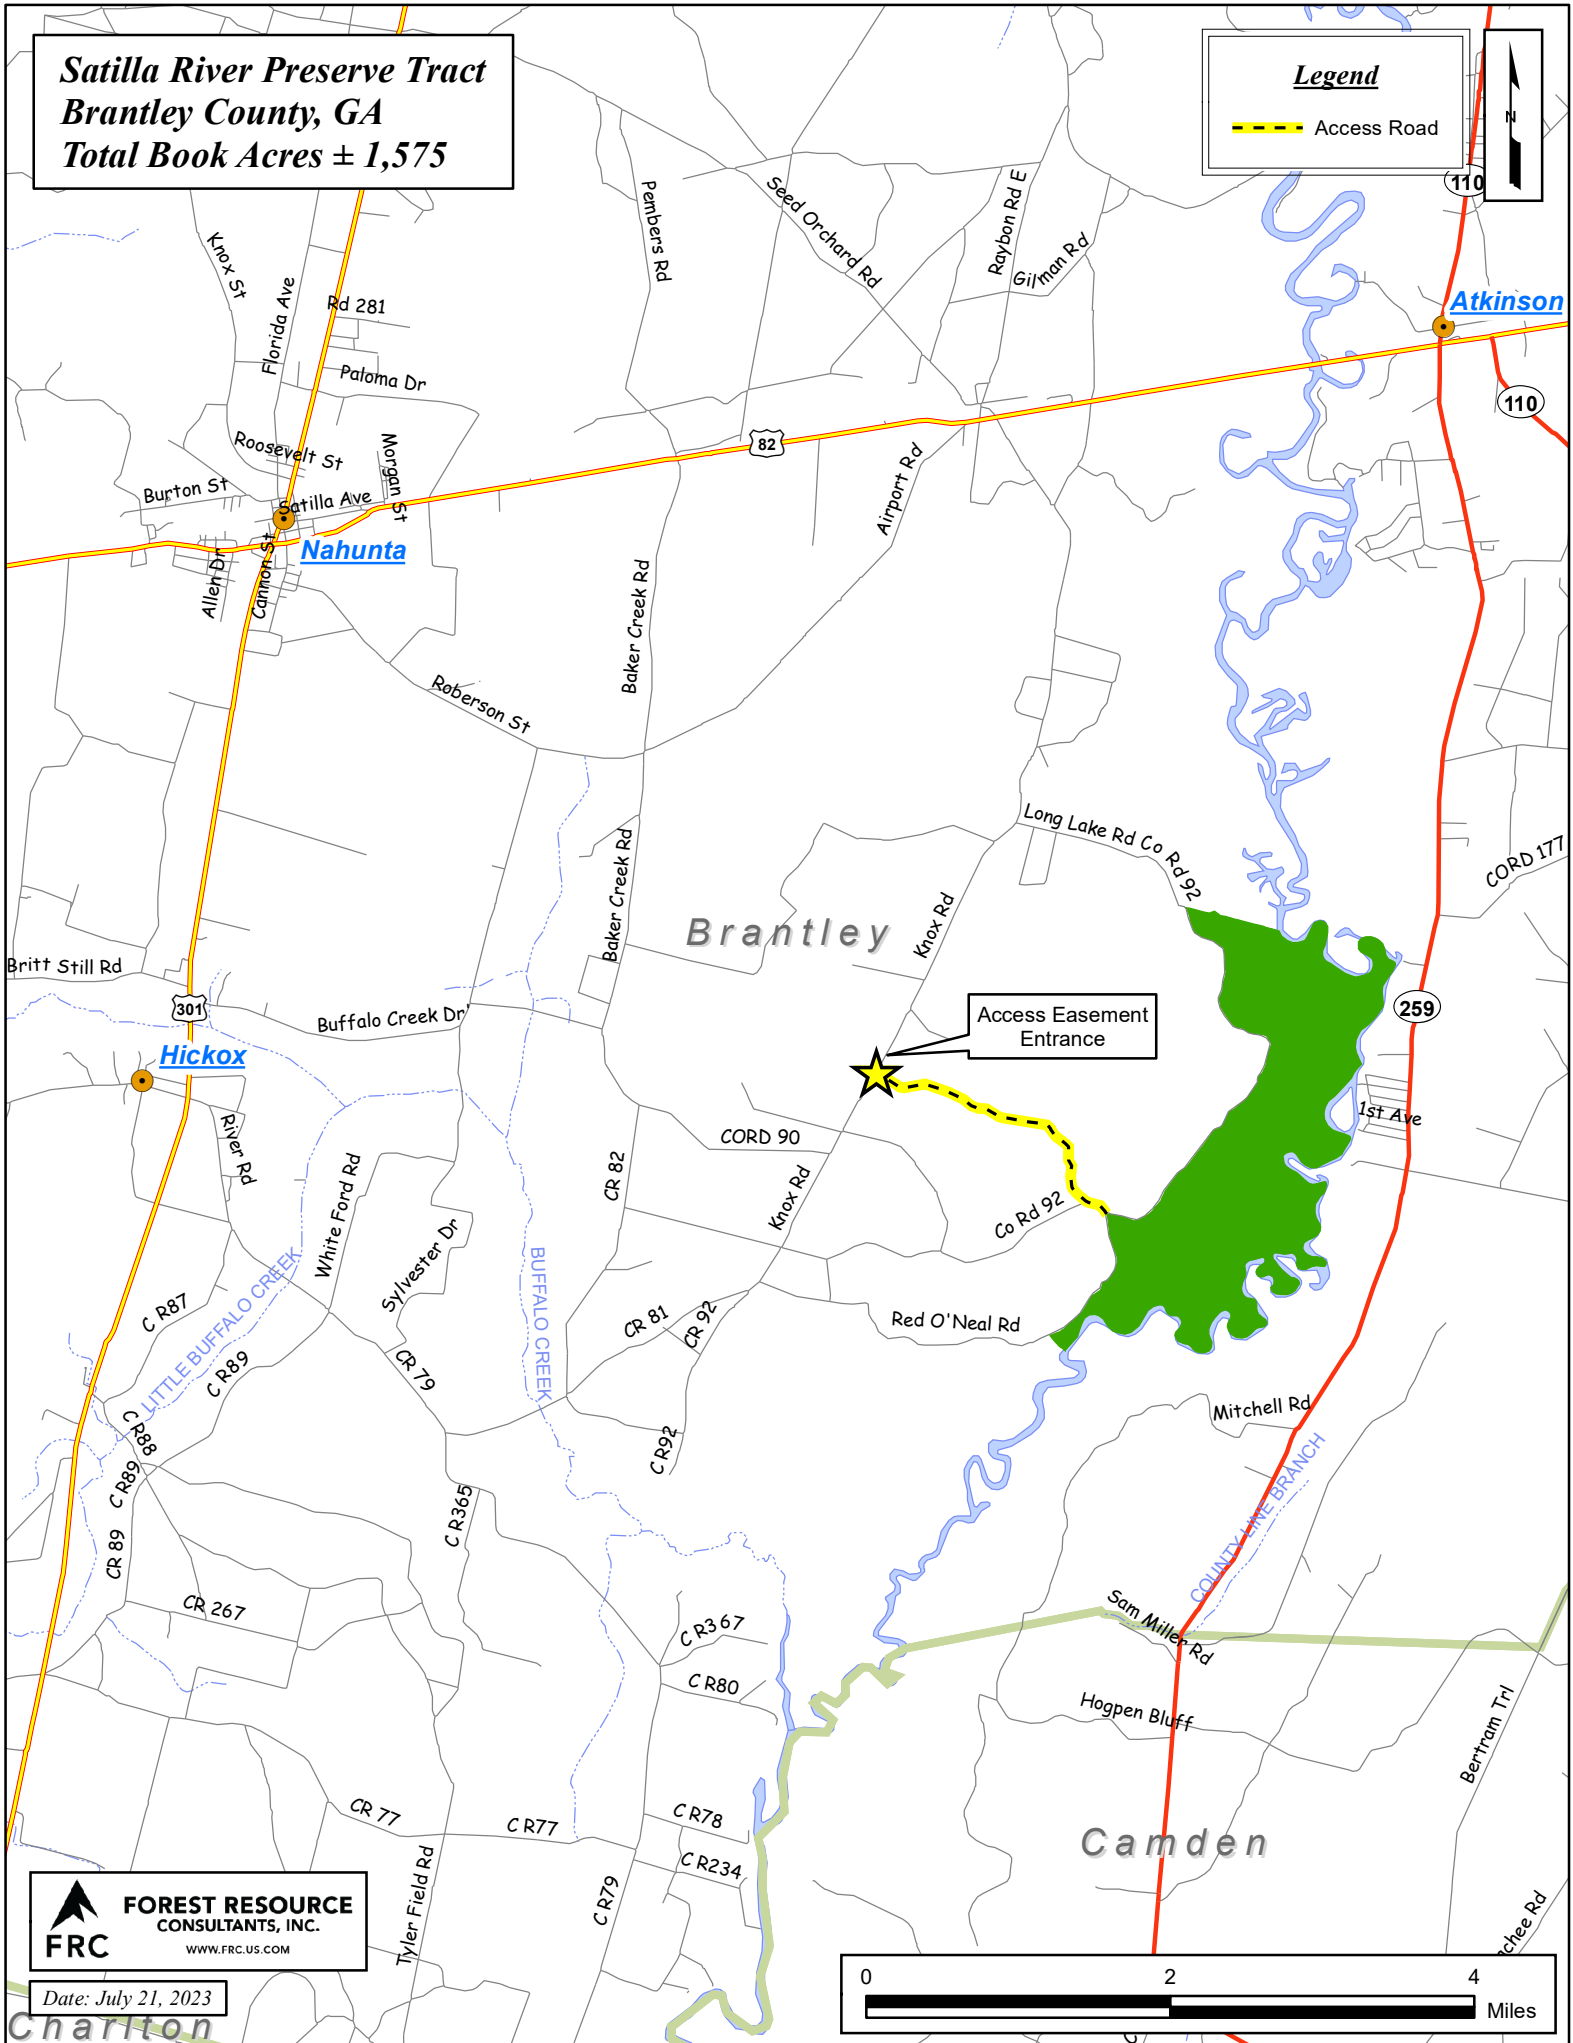 Satilla River Preserve Tract
Brantley County, GA
Total Book Acres ± 1,575
Legend
Access Road
N
110
Atkinson
110
Knox St
Florida Ave
Rd 281
Paloma Dr
Pembers Rd
Seed Orchard Rd
Raybon Rd E
Gilman Rd
Roosevelt St
Morgan St
Burton St
Satilla Ave
82
Airport Rd
Nahunta
Allen Dr
Cannon St
Baker Creek Rd
Roberson St
Long Lake Rd Co Rd 92
CORD 177
Baker Creek Rd
Brantley
Knox Rd
Britt Still Rd
301
Buffalo Creek Dr
Access Easement
Entrance
259
Hickox
1st Ave
River Rd
White Ford Rd
CORD 90
CR 82
Knox Rd
Co Rd 92
Sylvester Dr
LITTLE BUFFALO CREEK
BUFFALO CREEK
C R87
CR 81
CR 92
Red O'Neal Rd
C R89
CR 79
Mitchell Rd
C R88
C R92
C R89
C R365
COUNTY LINE BRANCH
CR 89
CR 267
C R367
Sam Miller Rd
C R80
Hogpen Bluff
Bertram Trl
CR 77
C R77
C R78
Camden
C R234
Tyler Field Rd
C R79
FRC
FOREST RESOURCE
CONSULTANTS, INC.
WWW.FRC.US.COM
Date: July 21, 2023
Charlton
chee Rd
0 2 4
Miles